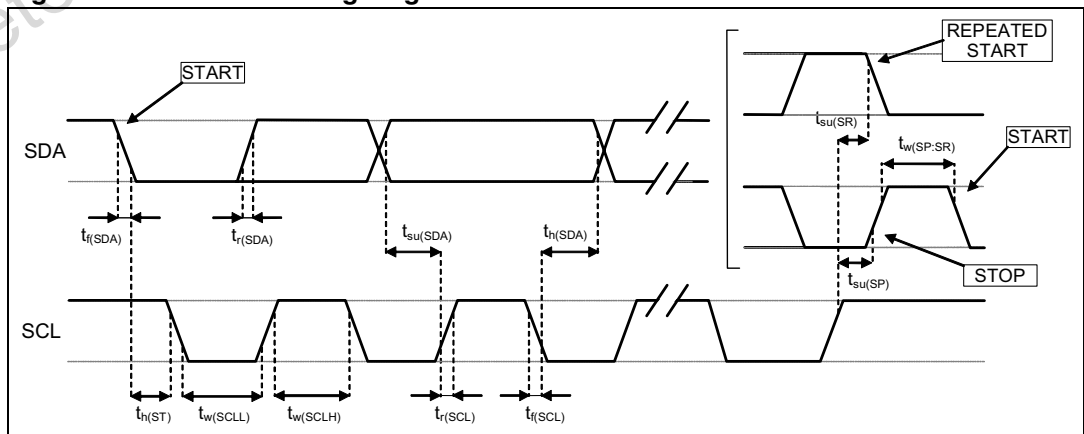 REPEATED
START
START
t_su(SR)
t_w(SP:SR)
START
SDA
t_f(SDA)
t_r(SDA)
t_su(SDA)
t_h(SDA)
t_su(SP)
STOP
SCL
t_h(ST)
t_w(SCLL)
t_w(SCLH)
t_r(SCL)
t_f(SCL)